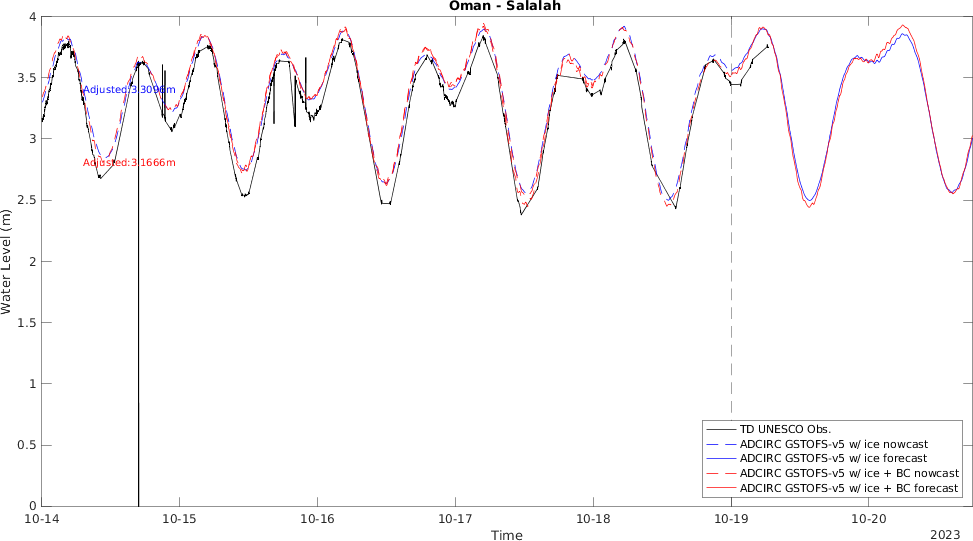 Oman - Salalah
4
3.5
3
2.5
2
1.5
1
0.5
0
Water Level (m)
Adjusted:3.3096m
Adjusted:3.1666m
TD UNESCO Obs.
ADCIRC GSTOFS-v5 w/ ice nowcast
ADCIRC GSTOFS-v5 w/ ice forecast
ADCIRC GSTOFS-v5 w/ ice + BC nowcast
ADCIRC GSTOFS-v5 w/ ice + BC forecast
10-14 10-15 10-16 10-17 10-18 10-19 10-20
Time
2023